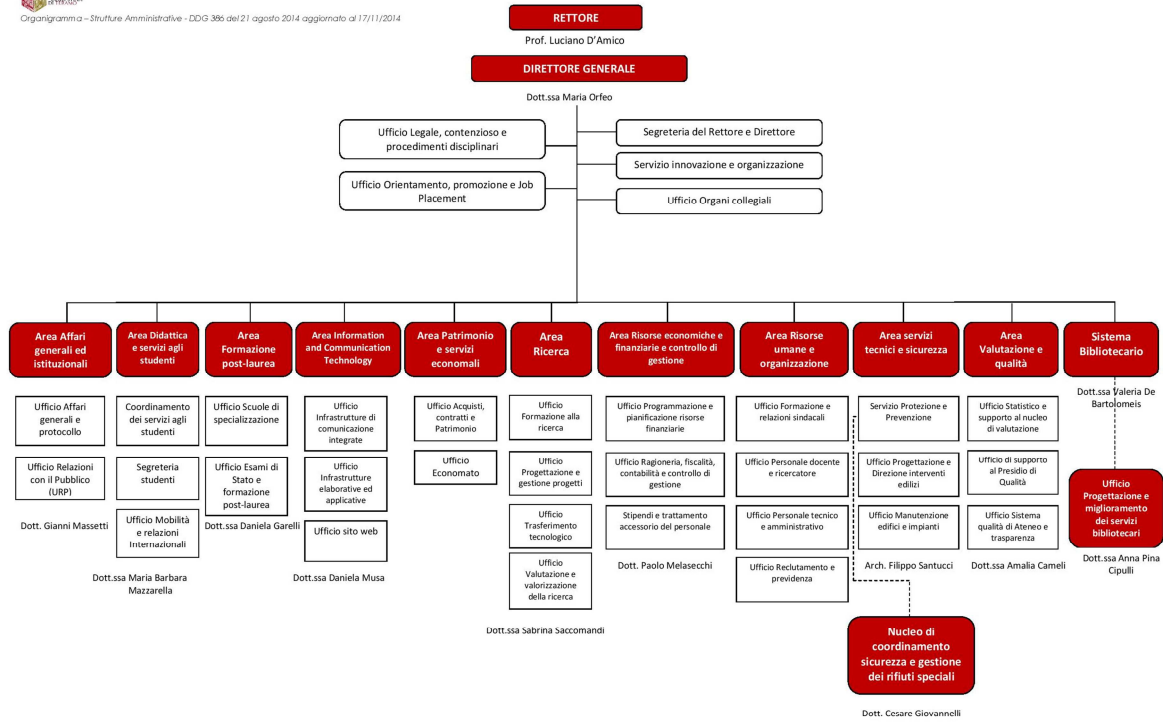 DI TERAMO
Organigramma – Strutture Amministrative - DDG 386 del 21 agosto 2014 aggiornato al 17/11/2014
RETTORE
Prof. Luciano D'Amico
DIRETTORE GENERALE
Dott.ssa Maria Orfeo
Ufficio Legale, contenzioso e
procedimenti disciplinari
Segreteria del Rettore e Direttore
Servizio innovazione e organizzazione
Ufficio Orientamento, promozione e Job
Placement
Ufficio Organi collegiali
Area Affari
generali ed
istituzionali
Area Didattica
e servizi agli
studenti
Area
Formazione
post-laurea
Area Information
and Communication
Technology
Area Patrimonio
e servizi
economali
Area
Ricerca
Area Risorse economiche e
finanziarie e controllo di
gestione
Area Risorse
umane e
organizzazione
Area servizi
tecnici e sicurezza
Area
Valutazione e
qualità
Sistema
Bibliotecario
Ufficio Affari
generali e
protocollo
Ufficio Relazioni
con il Pubblico
(URP)
Dott. Gianni Massetti
Coordinamento
dei servizi agli
studenti
Segreteria
studenti
Ufficio Mobilità
e relazioni
Internazionali
Dott.ssa Maria Barbara
Mazzarella
Ufficio Scuole di
specializzazione
Ufficio Esami di
Stato e
formazione
post-laurea
Dott.ssa Daniela Garelli
Ufficio
Infrastrutture di
comunicazione
integrate
Ufficio
Infrastrutture
elaborative ed
applicative
Ufficio sito web
Dott.ssa Daniela Musa
Ufficio Acquisti,
contratti e
Patrimonio
Ufficio
Economato
Ufficio
Formazione alla
ricerca
Ufficio
Progettazione e
gestione progetti
Ufficio
Trasferimento
tecnologico
Ufficio
Valutazione e
valorizzazione
della ricerca
Dott.ssa Sabrina Saccomandi
Ufficio Programmazione e
pianificazione risorse
finanziarie
Ufficio Ragioneria, fiscalità,
contabilità e controllo di
gestione
Stipendi e trattamento
accessorio del personale
Dott. Paolo Melasecchi
Ufficio Formazione e
relazioni sindacali
Ufficio Personale docente
e ricercatore
Ufficio Personale tecnico
e amministrativo
Ufficio Reclutamento e
previdenza
Servizio Protezione e
Prevenzione
Ufficio Progettazione e
Direzione interventi
edilizi
Ufficio Manutenzione
edifici e impianti
Arch. Filippo Santucci
Nucleo di
coordinamento
sicurezza e gestione
dei rifiuti speciali
Dott. Cesare Giovannelli
Ufficio Statistico e
supporto al nucleo
di valutazione
Ufficio di supporto
al Presidio di
Qualità
Ufficio Sistema
qualità di Ateneo e
trasparenza
Dott.ssa Amalia Cameli
Dott.ssa Valeria De
Bartolomeis
Ufficio
Progettazione e
miglioramento
dei servizi
bibliotecari
Dott.ssa Anna Pina
Cipulli